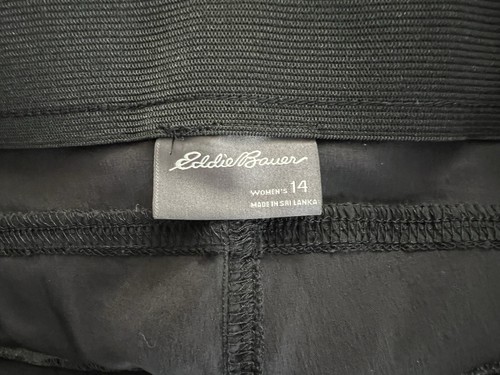 Eddie Bauer
WOMEN'S 14
MADE IN SRI LANKA